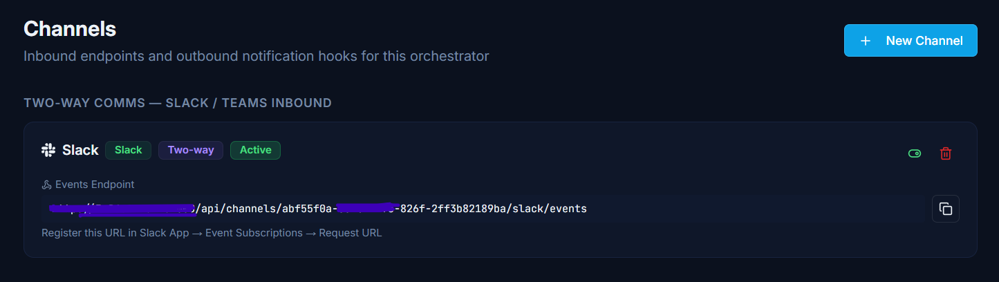 Channels
Inbound endpoints and outbound notification hooks for this orchestrator
+ New Channel
TWO-WAY COMMS — SLACK / TEAMS INBOUND
Slack Slack Two-way Active
Events Endpoint
/api/channels/abf55f0a- -826f-2ff3b82189ba/slack/events
Register this URL in Slack App → Event Subscriptions → Request URL